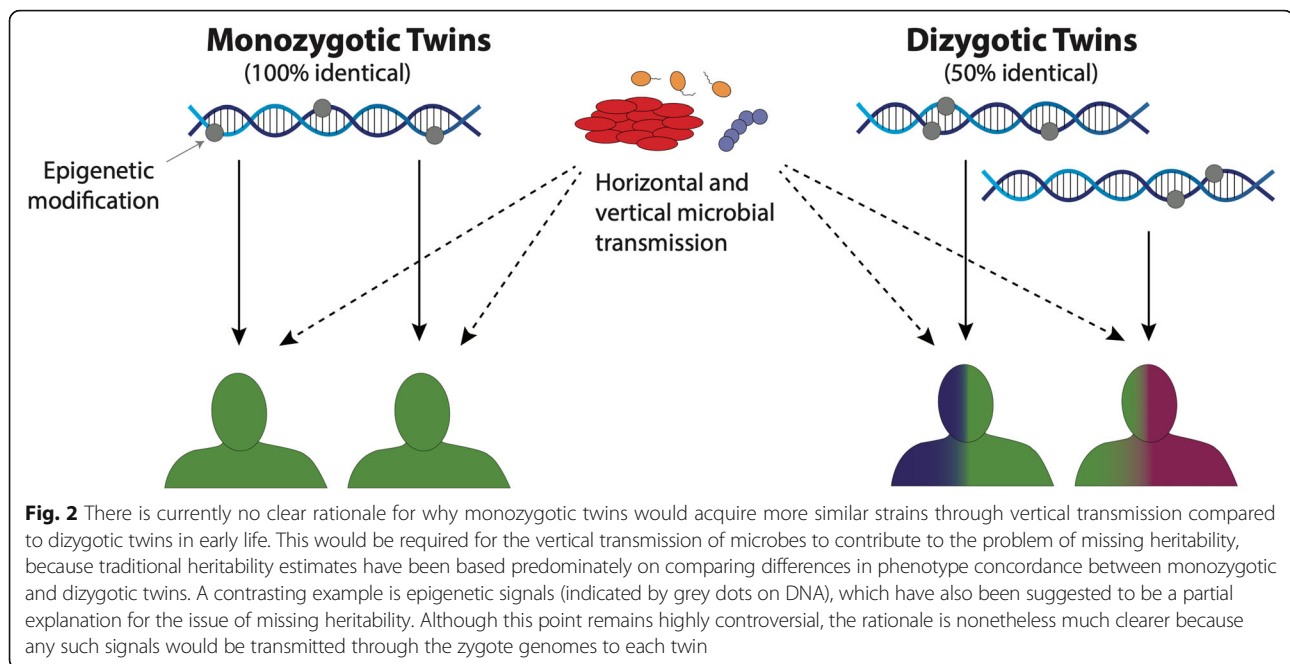 Monozygotic Twins
(100% identical)
Dizygotic Twins
(50% identical)
Epigenetic
modification
Horizontal and
vertical microbial
transmission
Fig. 2 There is currently no clear rationale for why monozygotic twins would acquire more similar strains through vertical transmission compared
to dizygotic twins in early life. This would be required for the vertical transmission of microbes to contribute to the problem of missing heritability,
because traditional heritability estimates have been based predominately on comparing differences in phenotype concordance between monozygotic
and dizygotic twins. A contrasting example is epigenetic signals (indicated by grey dots on DNA), which have also been suggested to be a partial
explanation for the issue of missing heritability. Although this point remains highly controversial, the rationale is nonetheless much clearer because
any such signals would be transmitted through the zygote genomes to each twin